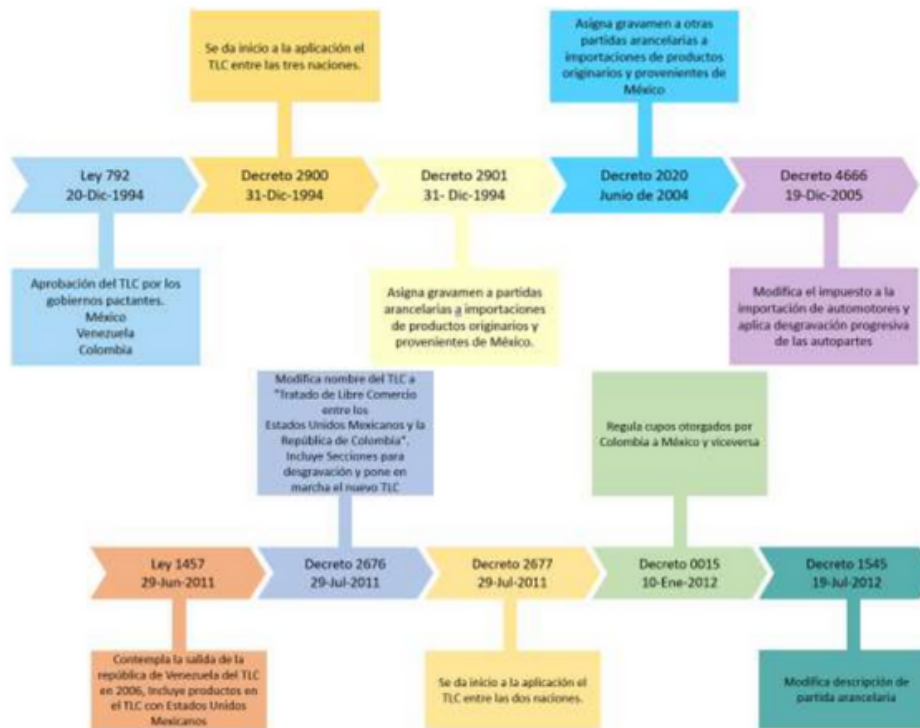 Se da inicio a la aplicación el
TLC entre las tres naciones.
Asigna gravamen a otras
partidas arancelarias a
importaciones de productos
originarios y provenientes de
México
Ley 792
20-Dic-1994
Decreto 2900
31-Dic-1994
Decreto 2901
31- Dic-1994
Decreto 2020
Junio de 2004
Decreto 4666
19-Dic-2005
Aprobación del TLC por los
gobiernos pactantes.
México
Venezuela
Colombia
Asigna gravamen a partidas
arancelarias a importaciones
de productos originarios y
provenientes de México.
Modifica el impuesto a la
importación de automotores y
aplica desgravación progresiva
de las autopartes
Modifica nombre del TLC a
"Tratado de Libre Comercio
entre los
Estados Unidos Mexicanos y la
República de Colombia".
Incluye Secciones para
desgravación y pone en
marcha el nuevo TLC
Regula cupos otorgados por
Colombia a México y viceversa
Ley 1457
29-Jun-2011
Decreto 2676
29-Jul-2011
Decreto 2677
29-Jul-2011
Decreto 0015
10-Ene-2012
Decreto 1545
19-Jul-2012
Contempla la salida de la
república de Venezuela del TLC
en 2006, Incluye productos en
el TLC con Estados Unidos
Mexicanos
Se da inicio a la aplicación el
TLC entre las dos naciones.
Modifica descripción de
partida arancelaria